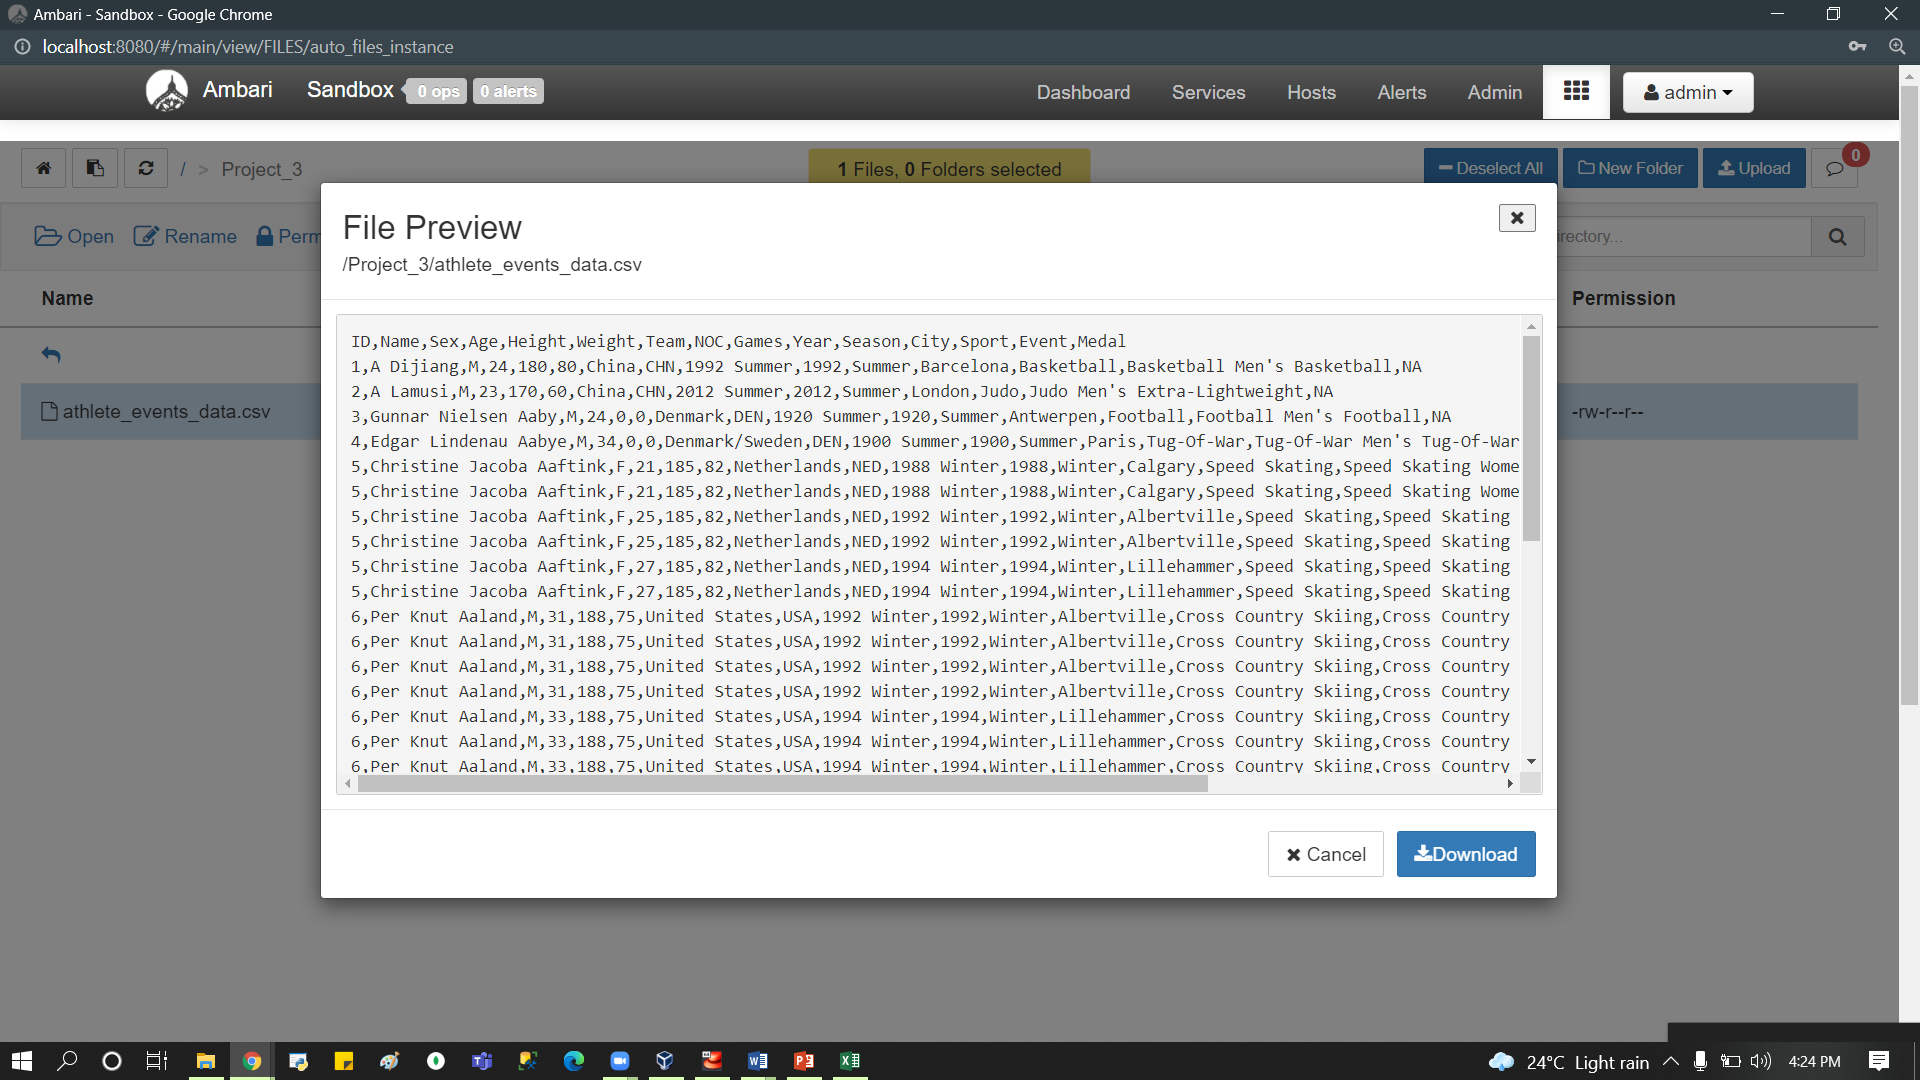 Ambari - Sandbox - Google Chrome
localhost:8080/#/main/view/FILES/auto_files_instance
Ambari Sandbox 0 ops 0 alerts Dashboard Services Hosts Alerts Admin admin
/ > Project_3 1 Files, 0 Folders selected Deselect All New Folder Upload 0
File Preview
Open Rename Perm irectory...
/Project_3/athlete_events_data.csv
Name Permission
ID,Name,Sex,Age,Height,Weight,Team,NOC,Games,Year,Season,City,Sport,Event,Medal
1,A Dijiang,M,24,180,80,China,CHN,1992 Summer,1992,Summer,Barcelona,Basketball,Basketball Men's Basketball,NA
2,A Lamusi,M,23,170,60,China,CHN,2012 Summer,2012,Summer,London,Judo,Judo Men's Extra-Lightweight,NA
athlete_events_data.csv -rw-r--r--
3,Gunnar Nielsen Aaby,M,24,0,0,Denmark,DEN,1920 Summer,1920,Summer,Antwerpen,Football,Football Men's Football,NA
4,Edgar Lindenau Aabye,M,34,0,0,Denmark/Sweden,DEN,1900 Summer,1900,Summer,Paris,Tug-Of-War,Tug-Of-War Men's Tug-Of-War
5,Christine Jacoba Aaftink,F,21,185,82,Netherlands,NED,1988 Winter,1988,Winter,Calgary,Speed Skating,Speed Skating Wome
5,Christine Jacoba Aaftink,F,21,185,82,Netherlands,NED,1988 Winter,1988,Winter,Calgary,Speed Skating,Speed Skating Wome
5,Christine Jacoba Aaftink,F,25,185,82,Netherlands,NED,1992 Winter,1992,Winter,Albertville,Speed Skating,Speed Skating
5,Christine Jacoba Aaftink,F,25,185,82,Netherlands,NED,1992 Winter,1992,Winter,Albertville,Speed Skating,Speed Skating
5,Christine Jacoba Aaftink,F,27,185,82,Netherlands,NED,1994 Winter,1994,Winter,Lillehammer,Speed Skating,Speed Skating
5,Christine Jacoba Aaftink,F,27,185,82,Netherlands,NED,1994 Winter,1994,Winter,Lillehammer,Speed Skating,Speed Skating
6,Per Knut Aaland,M,31,188,75,United States,USA,1992 Winter,1992,Winter,Albertville,Cross Country Skiing,Cross Country
6,Per Knut Aaland,M,31,188,75,United States,USA,1992 Winter,1992,Winter,Albertville,Cross Country Skiing,Cross Country
6,Per Knut Aaland,M,31,188,75,United States,USA,1992 Winter,1992,Winter,Albertville,Cross Country Skiing,Cross Country
6,Per Knut Aaland,M,31,188,75,United States,USA,1992 Winter,1992,Winter,Albertville,Cross Country Skiing,Cross Country
6,Per Knut Aaland,M,33,188,75,United States,USA,1994 Winter,1994,Winter,Lillehammer,Cross Country Skiing,Cross Country
6,Per Knut Aaland,M,33,188,75,United States,USA,1994 Winter,1994,Winter,Lillehammer,Cross Country Skiing,Cross Country
6,Per Knut Aaland,M,33,188,75,United States,USA,1994 Winter,1994,Winter,Lillehammer,Cross Country Skiing,Cross Country
Cancel Download
24°C Light rain 4:24 PM